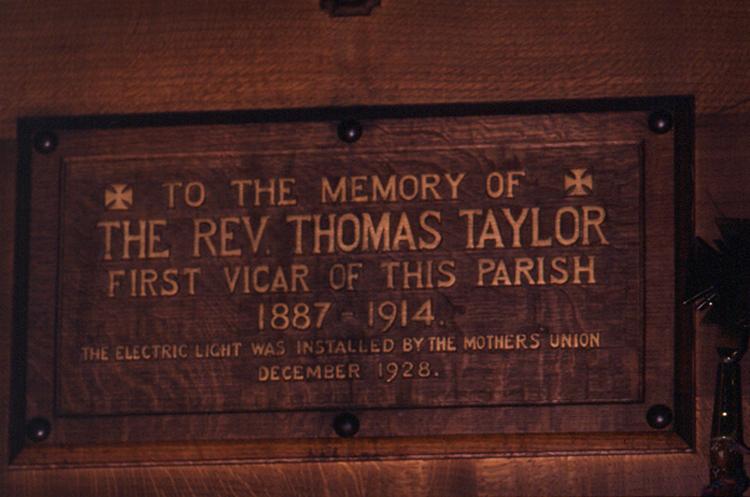 TO THE MEMORY OF
THE REV. THOMAS TAYLOR
FIRST VICAR OF THIS PARISH
1887 - 1914.
THE ELECTRIC LIGHT WAS INSTALLED BY THE MOTHERS UNION
DECEMBER 1928.